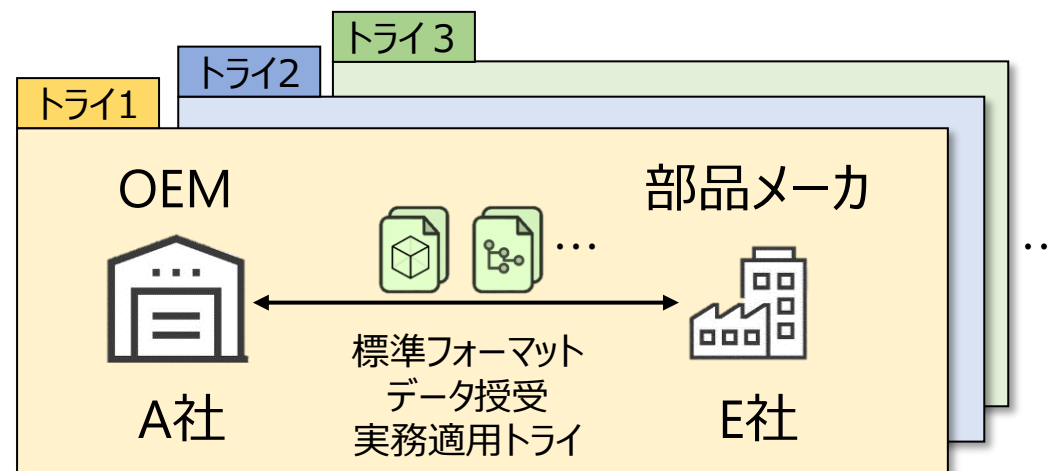 トライ3
トライ2
トライ1
OEM
部品メーカ
…
‥
標準フォーマット
データ授受
実務適用トライ
A社
E社